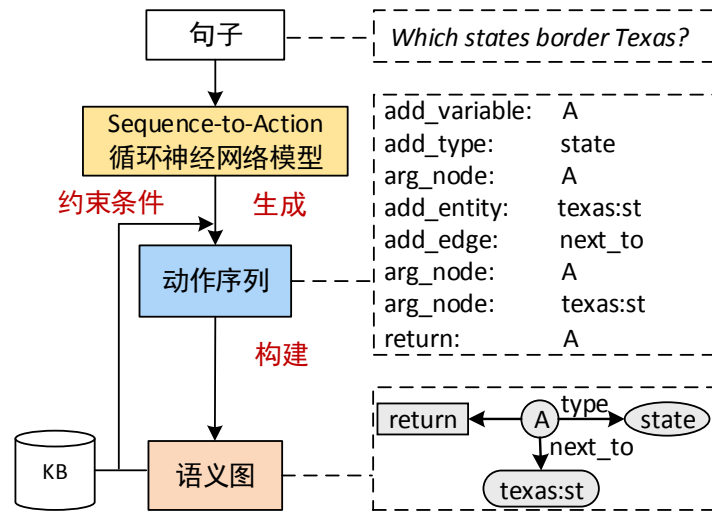 句子
Which states border Texas?
Sequence-to-Action
循环神经网络模型
约束条件
生成
动作序列
add_variable: A
add_type: state
arg_node: A
add_entity: texas:st
add_edge: next_to
arg_node: A
arg_node: texas:st
return: A
构建
KB
语义图
return
A
type
state
next_to
texas:st